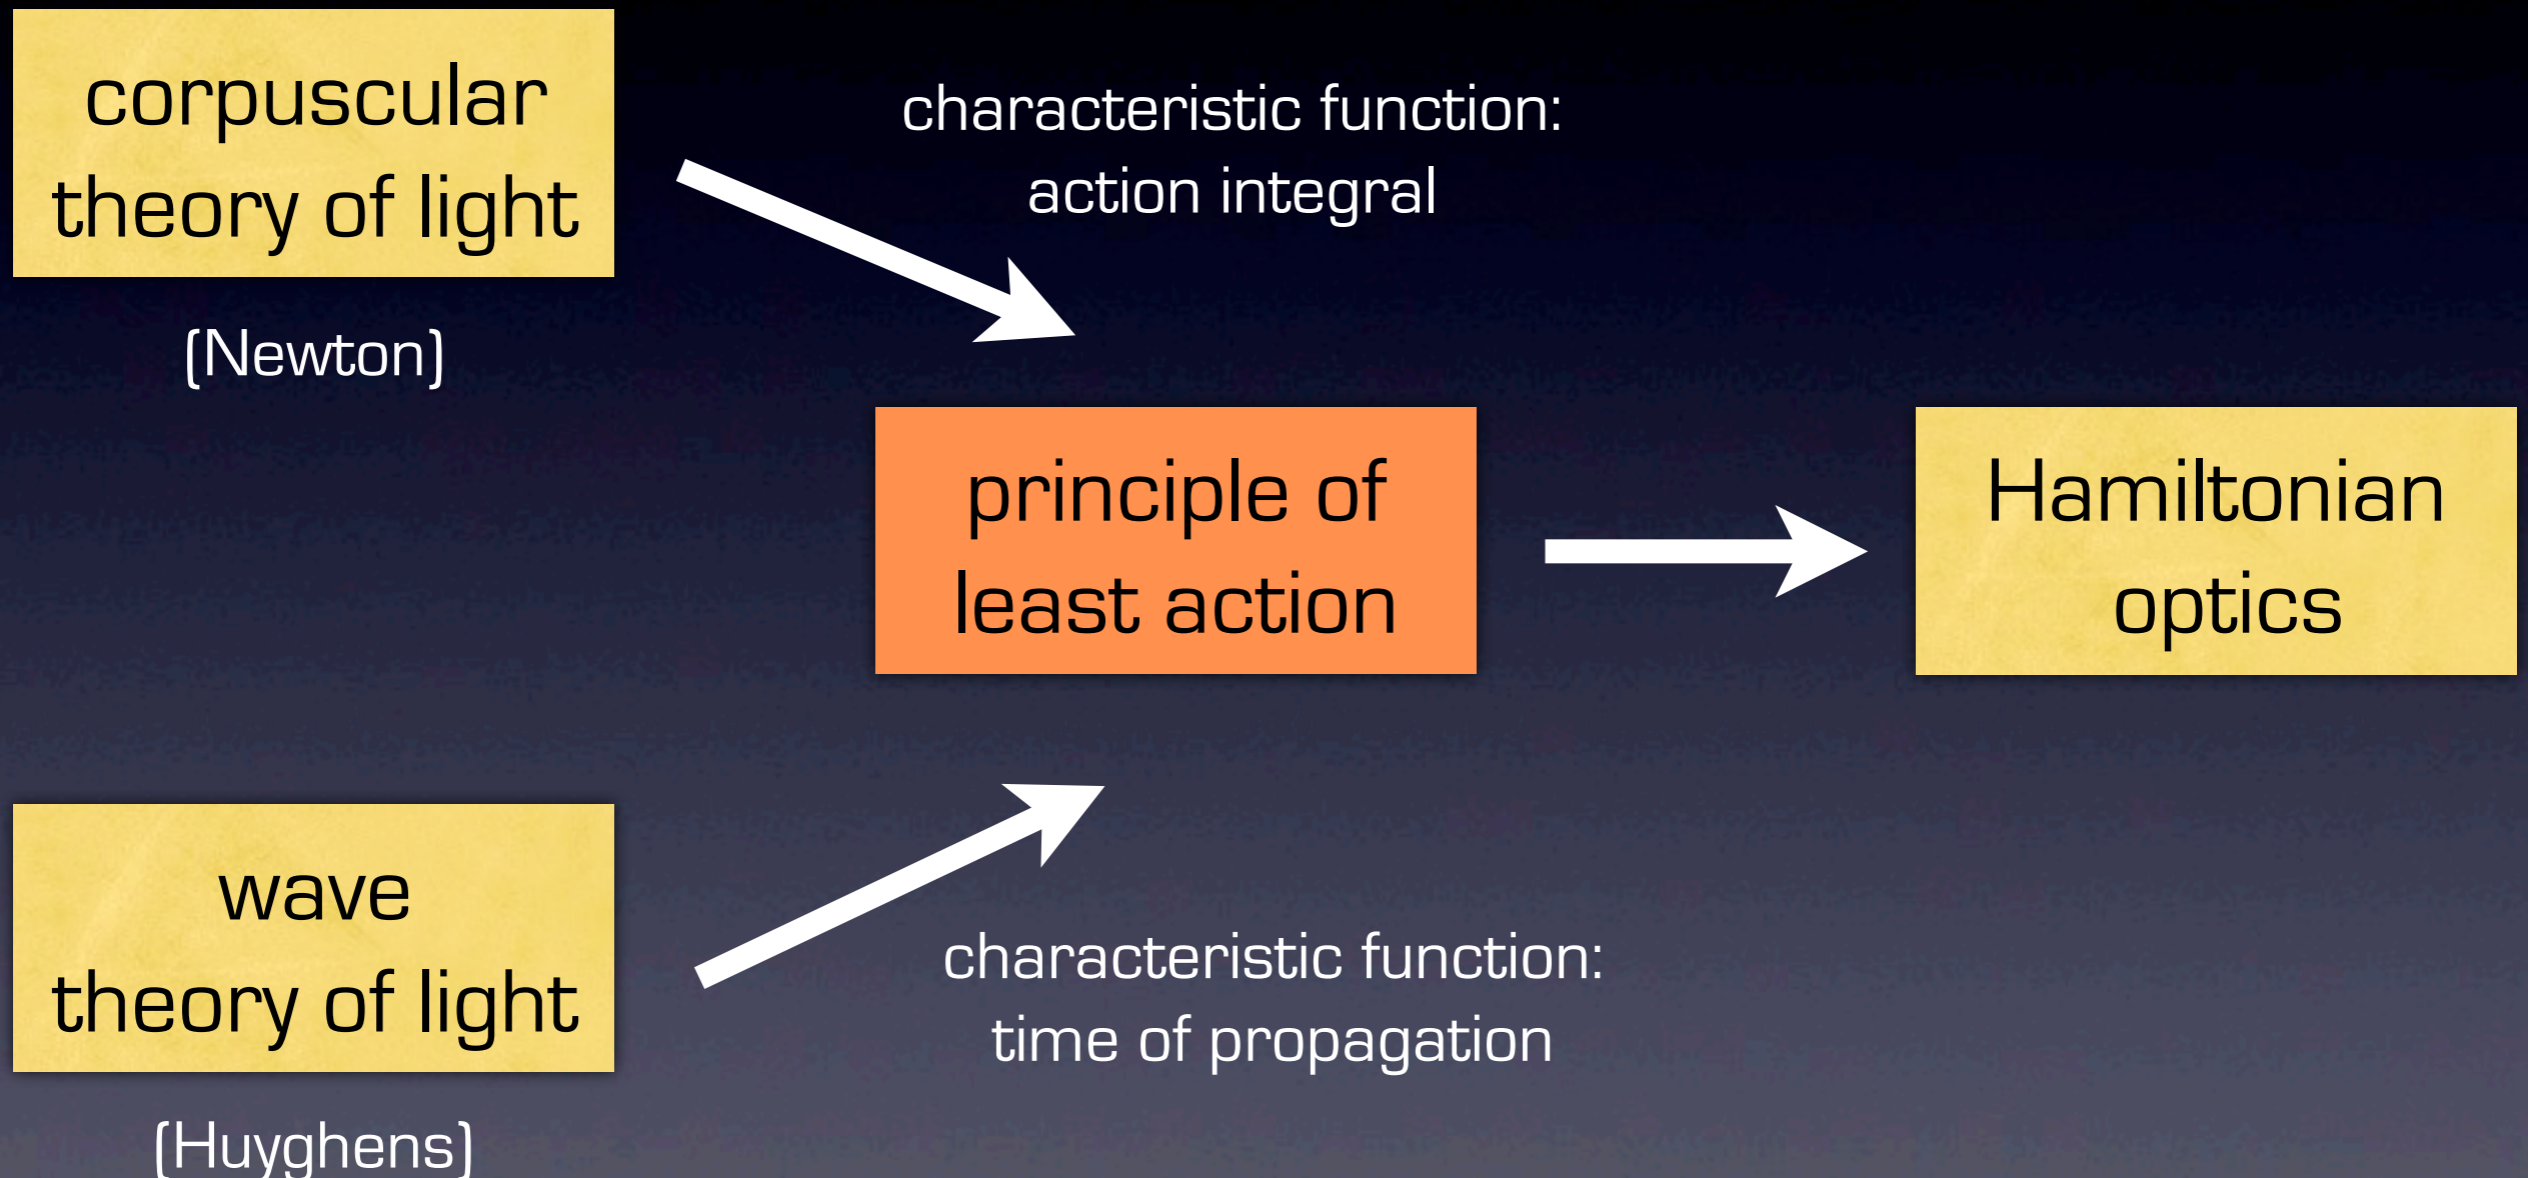 corpuscular
theory of light
(Newton)
characteristic function:
action integral
principle of
least action
Hamiltonian
optics
wave
theory of light
(Huyghens)
characteristic function:
time of propagation